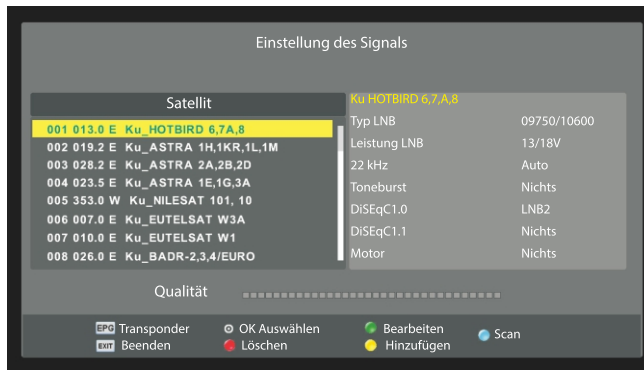 Einstellung des Signals
Satellit
001 013.0 E Ku_HOTBIRD 6,7A,8
002 019.2 E Ku_ASTRA 1H,1KR,1L,1M
003 028.2 E Ku_ASTRA 2A,2B,2D
004 023.5 E Ku_ASTRA 1E,1G,3A
005 353.0 W Ku_NILESAT 101, 10
006 007.0 E Ku_EUTELSAT W3A
007 010.0 E Ku_EUTELSAT W1
008 026.0 E Ku_BADR-2,3,4/EURO
Ku HOTBIRD 6,7,A,8
Typ LNB 09750/10600
Leistung LNB 13/18V
22 kHz Auto
Toneburst Nichts
DiSEqC1.0 LNB2
DiSEqC1.1 Nichts
Motor Nichts
Qualität
EPG Transponder OK Auswählen Bearbeiten Scan
EXIT Beenden Löschen Hinzufügen